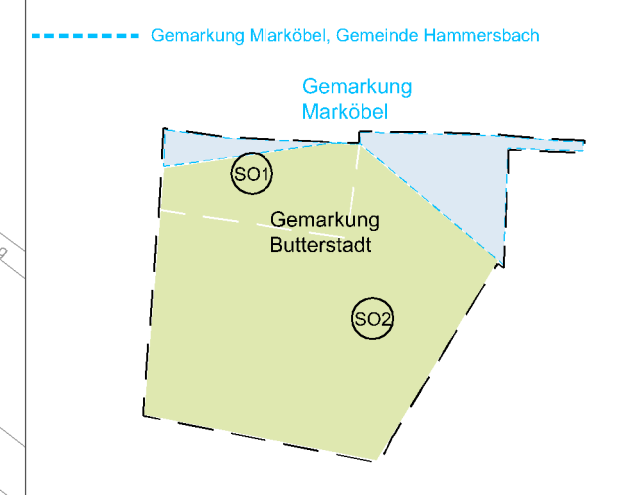 Gemarkung Marköbel, Gemeinde Hammersbach
Gemarkung
Marköbel
SO1
Gemarkung
Butterstadt
SO2